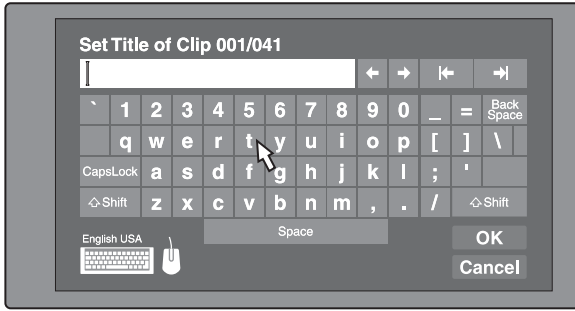 Set Title of Clip 001/041
` 1 2 3 4 5 6 7 8 9 0 _ = Back Space
q w e r t y u i o p [ ] \
CapsLock a s d f g h j k l ; '
Shift z x c v b n m , . / Shift
Space
English USA
OK
Cancel